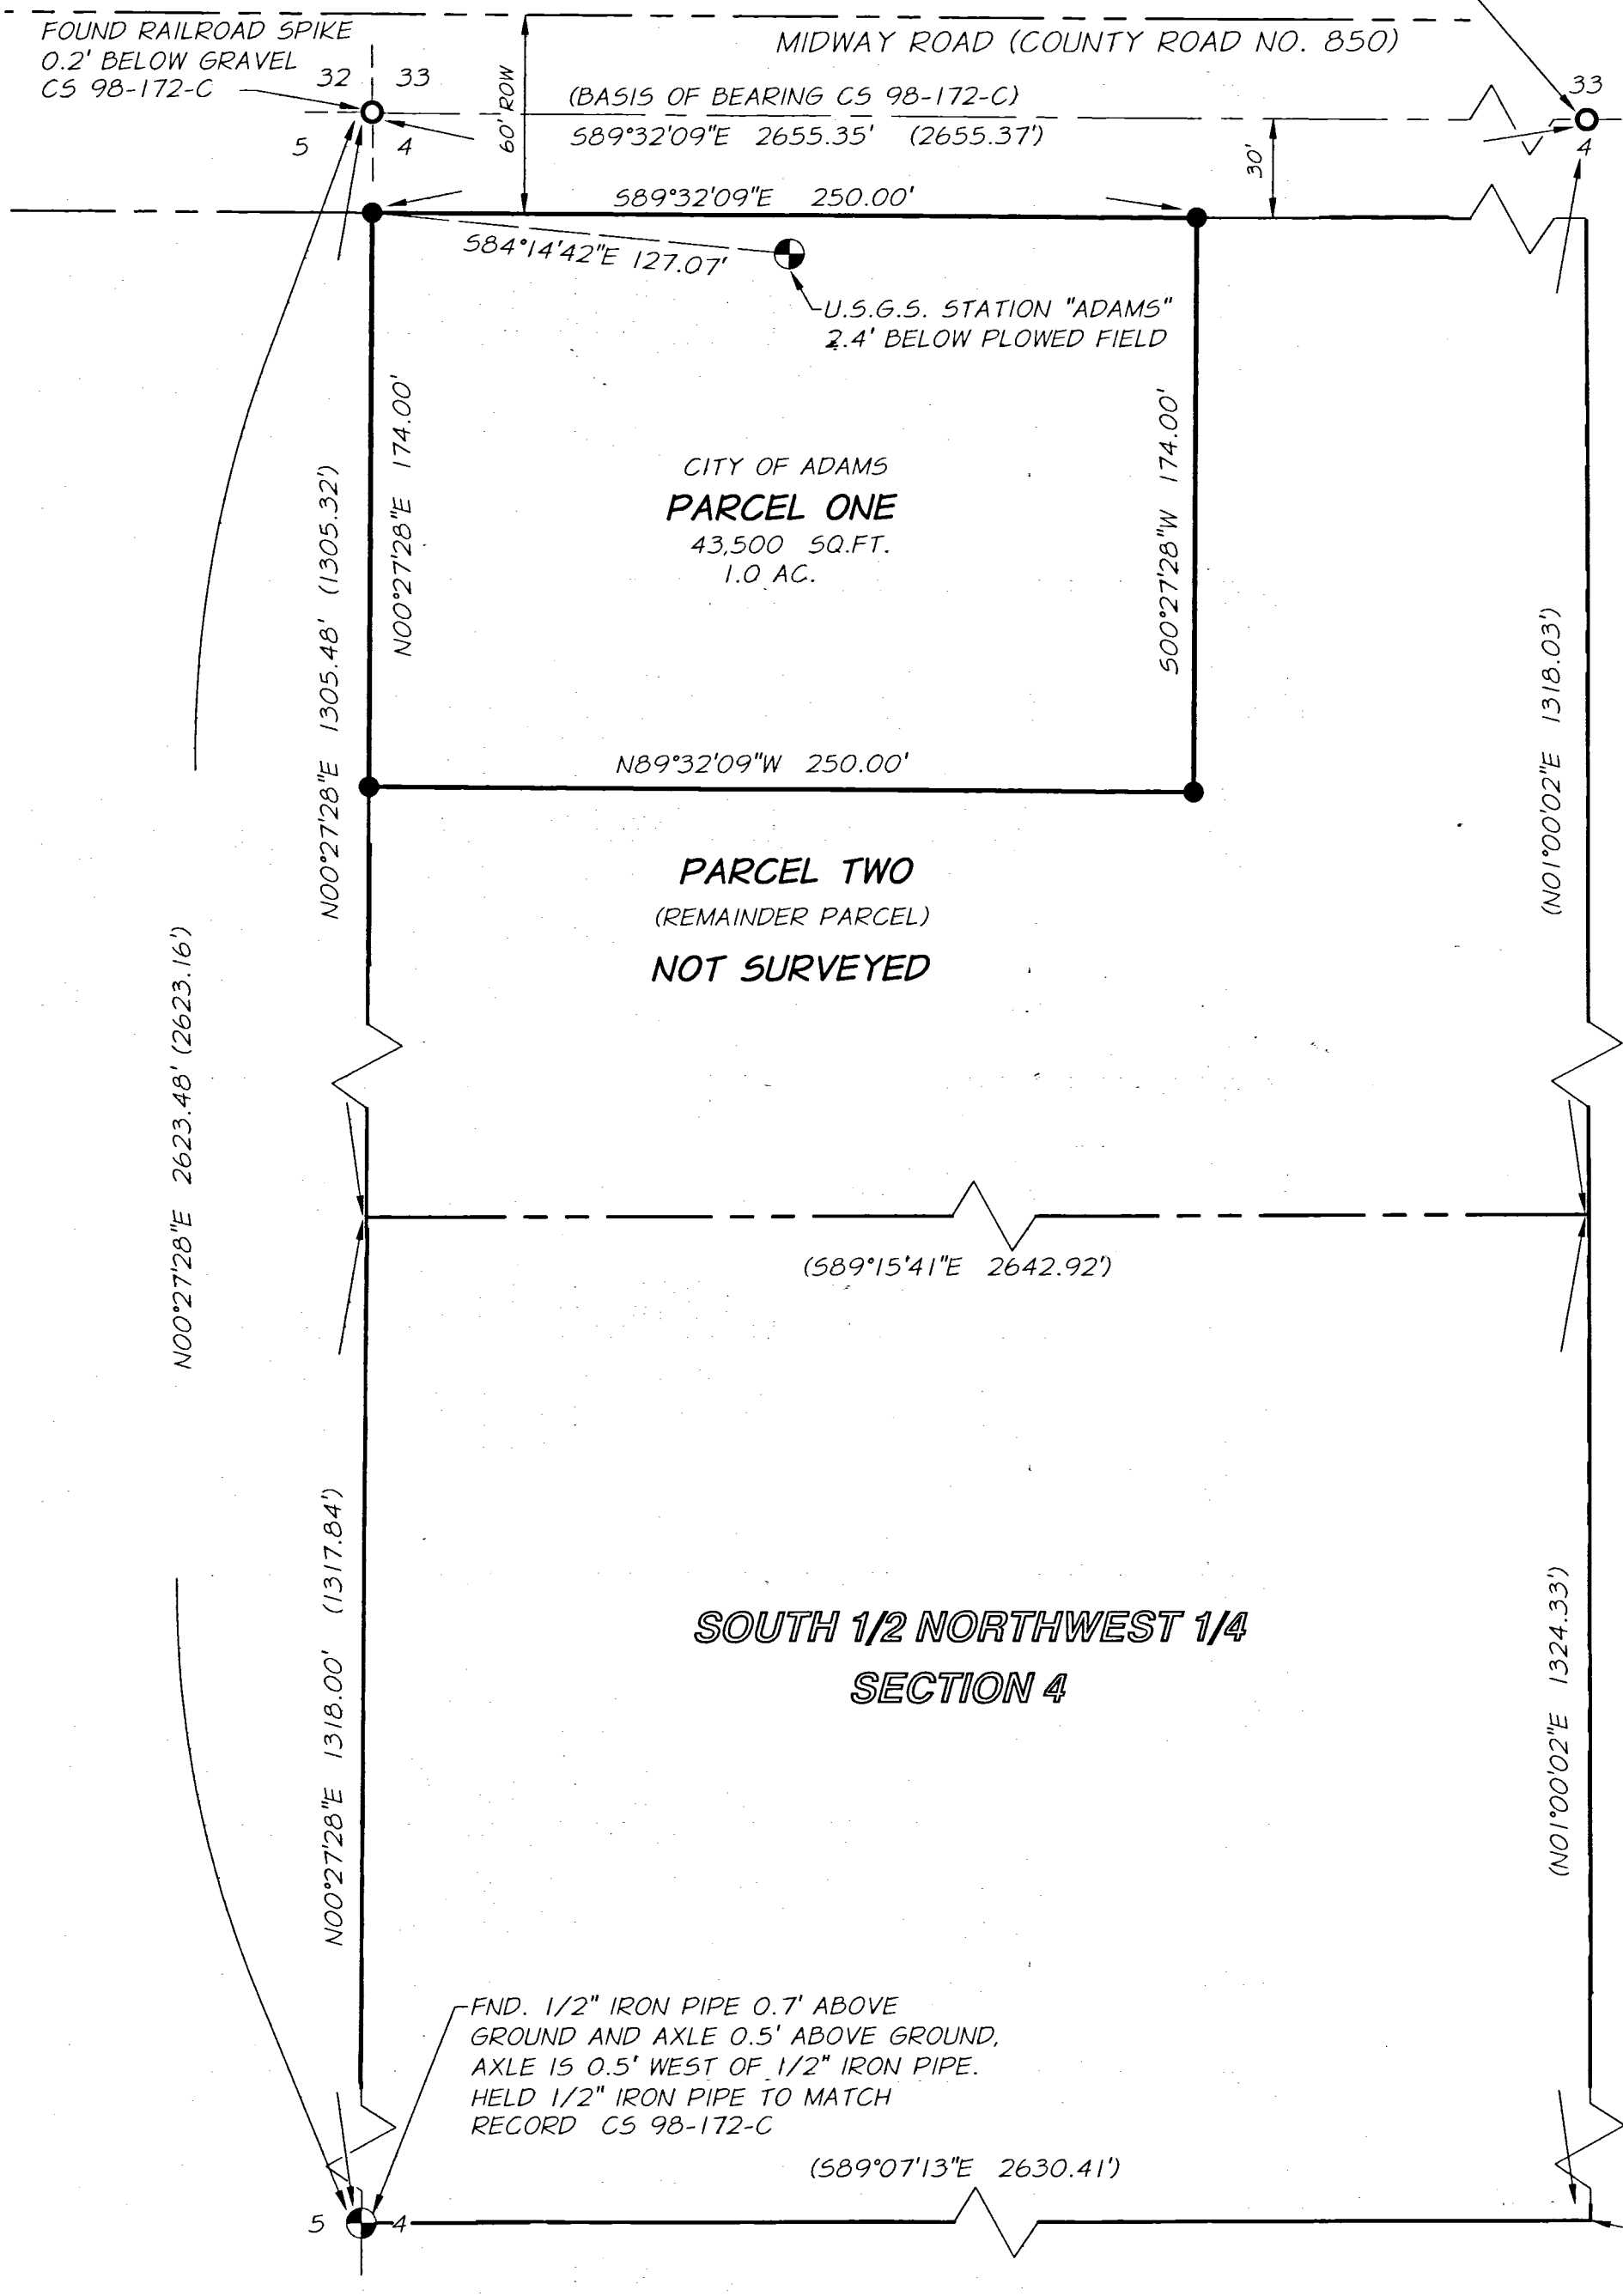 FOUND RAILROAD SPIKE
0.2' BELOW GRAVEL
CS 98-172-C
32 33
5 4
60' ROW
MIDWAY ROAD (COUNTY ROAD NO. 850)
(BASIS OF BEARING CS 98-172-C)
S89°32'09"E 2655.35' (2655.37')
30'
33
4
S89°32'09"E 250.00'
S84°14'42"E 127.07'
U.S.G.S. STATION "ADAMS"
2.4' BELOW PLOWED FIELD
N00°27'28"E 174.00'
CITY OF ADAMS
PARCEL ONE
43,500 SQ.FT.
1.0 AC.
S00°27'28"W 174.00'
N00°27'28"E 1305.48' (1305.32')
(N01°00'02"E 1318.03')
N89°32'09"W 250.00'
PARCEL TWO
(REMAINDER PARCEL)
NOT SURVEYED
N00°27'28"E 2623.48' (2623.16')
(S89°15'41"E 2642.92')
N00°27'28"E 1318.00' (1317.84')
SOUTH 1/2 NORTHWEST 1/4
SECTION 4
(N01°00'02"E 1324.33')
FND. 1/2" IRON PIPE 0.7' ABOVE
GROUND AND AXLE 0.5' ABOVE GROUND,
AXLE IS 0.5' WEST OF 1/2" IRON PIPE.
HELD 1/2" IRON PIPE TO MATCH
RECORD CS 98-172-C
(S89°07'13"E 2630.41')
5 4